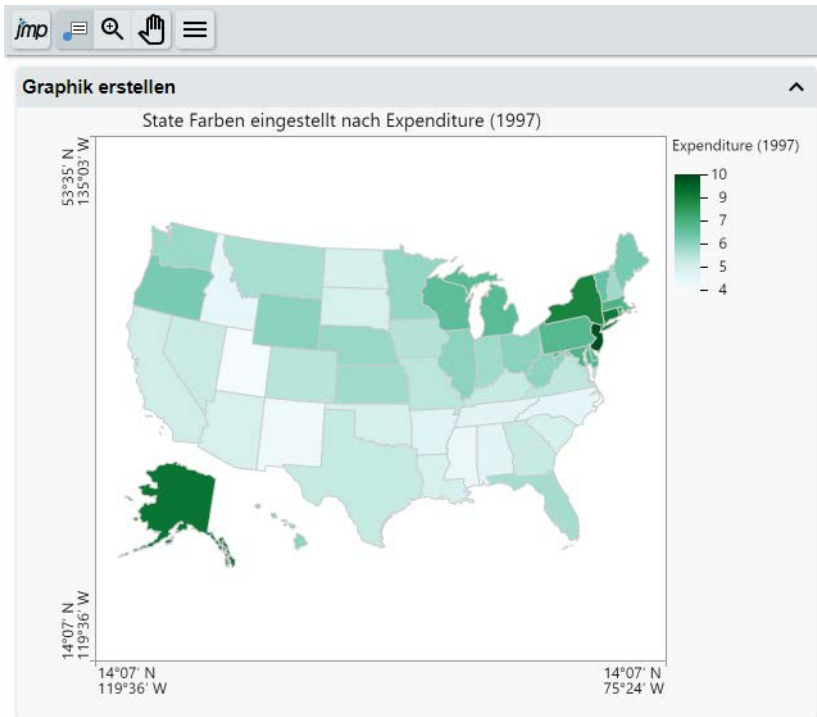 jmp
Graphik erstellen
State Farben eingestellt nach Expenditure (1997)
53°35′ N
135°03′ W
14°07′ N
119°36′ W
14°07′ N
119°36′ W
14°07′ N
75°24′ W
Expenditure (1997)
10
9
7
6
5
4